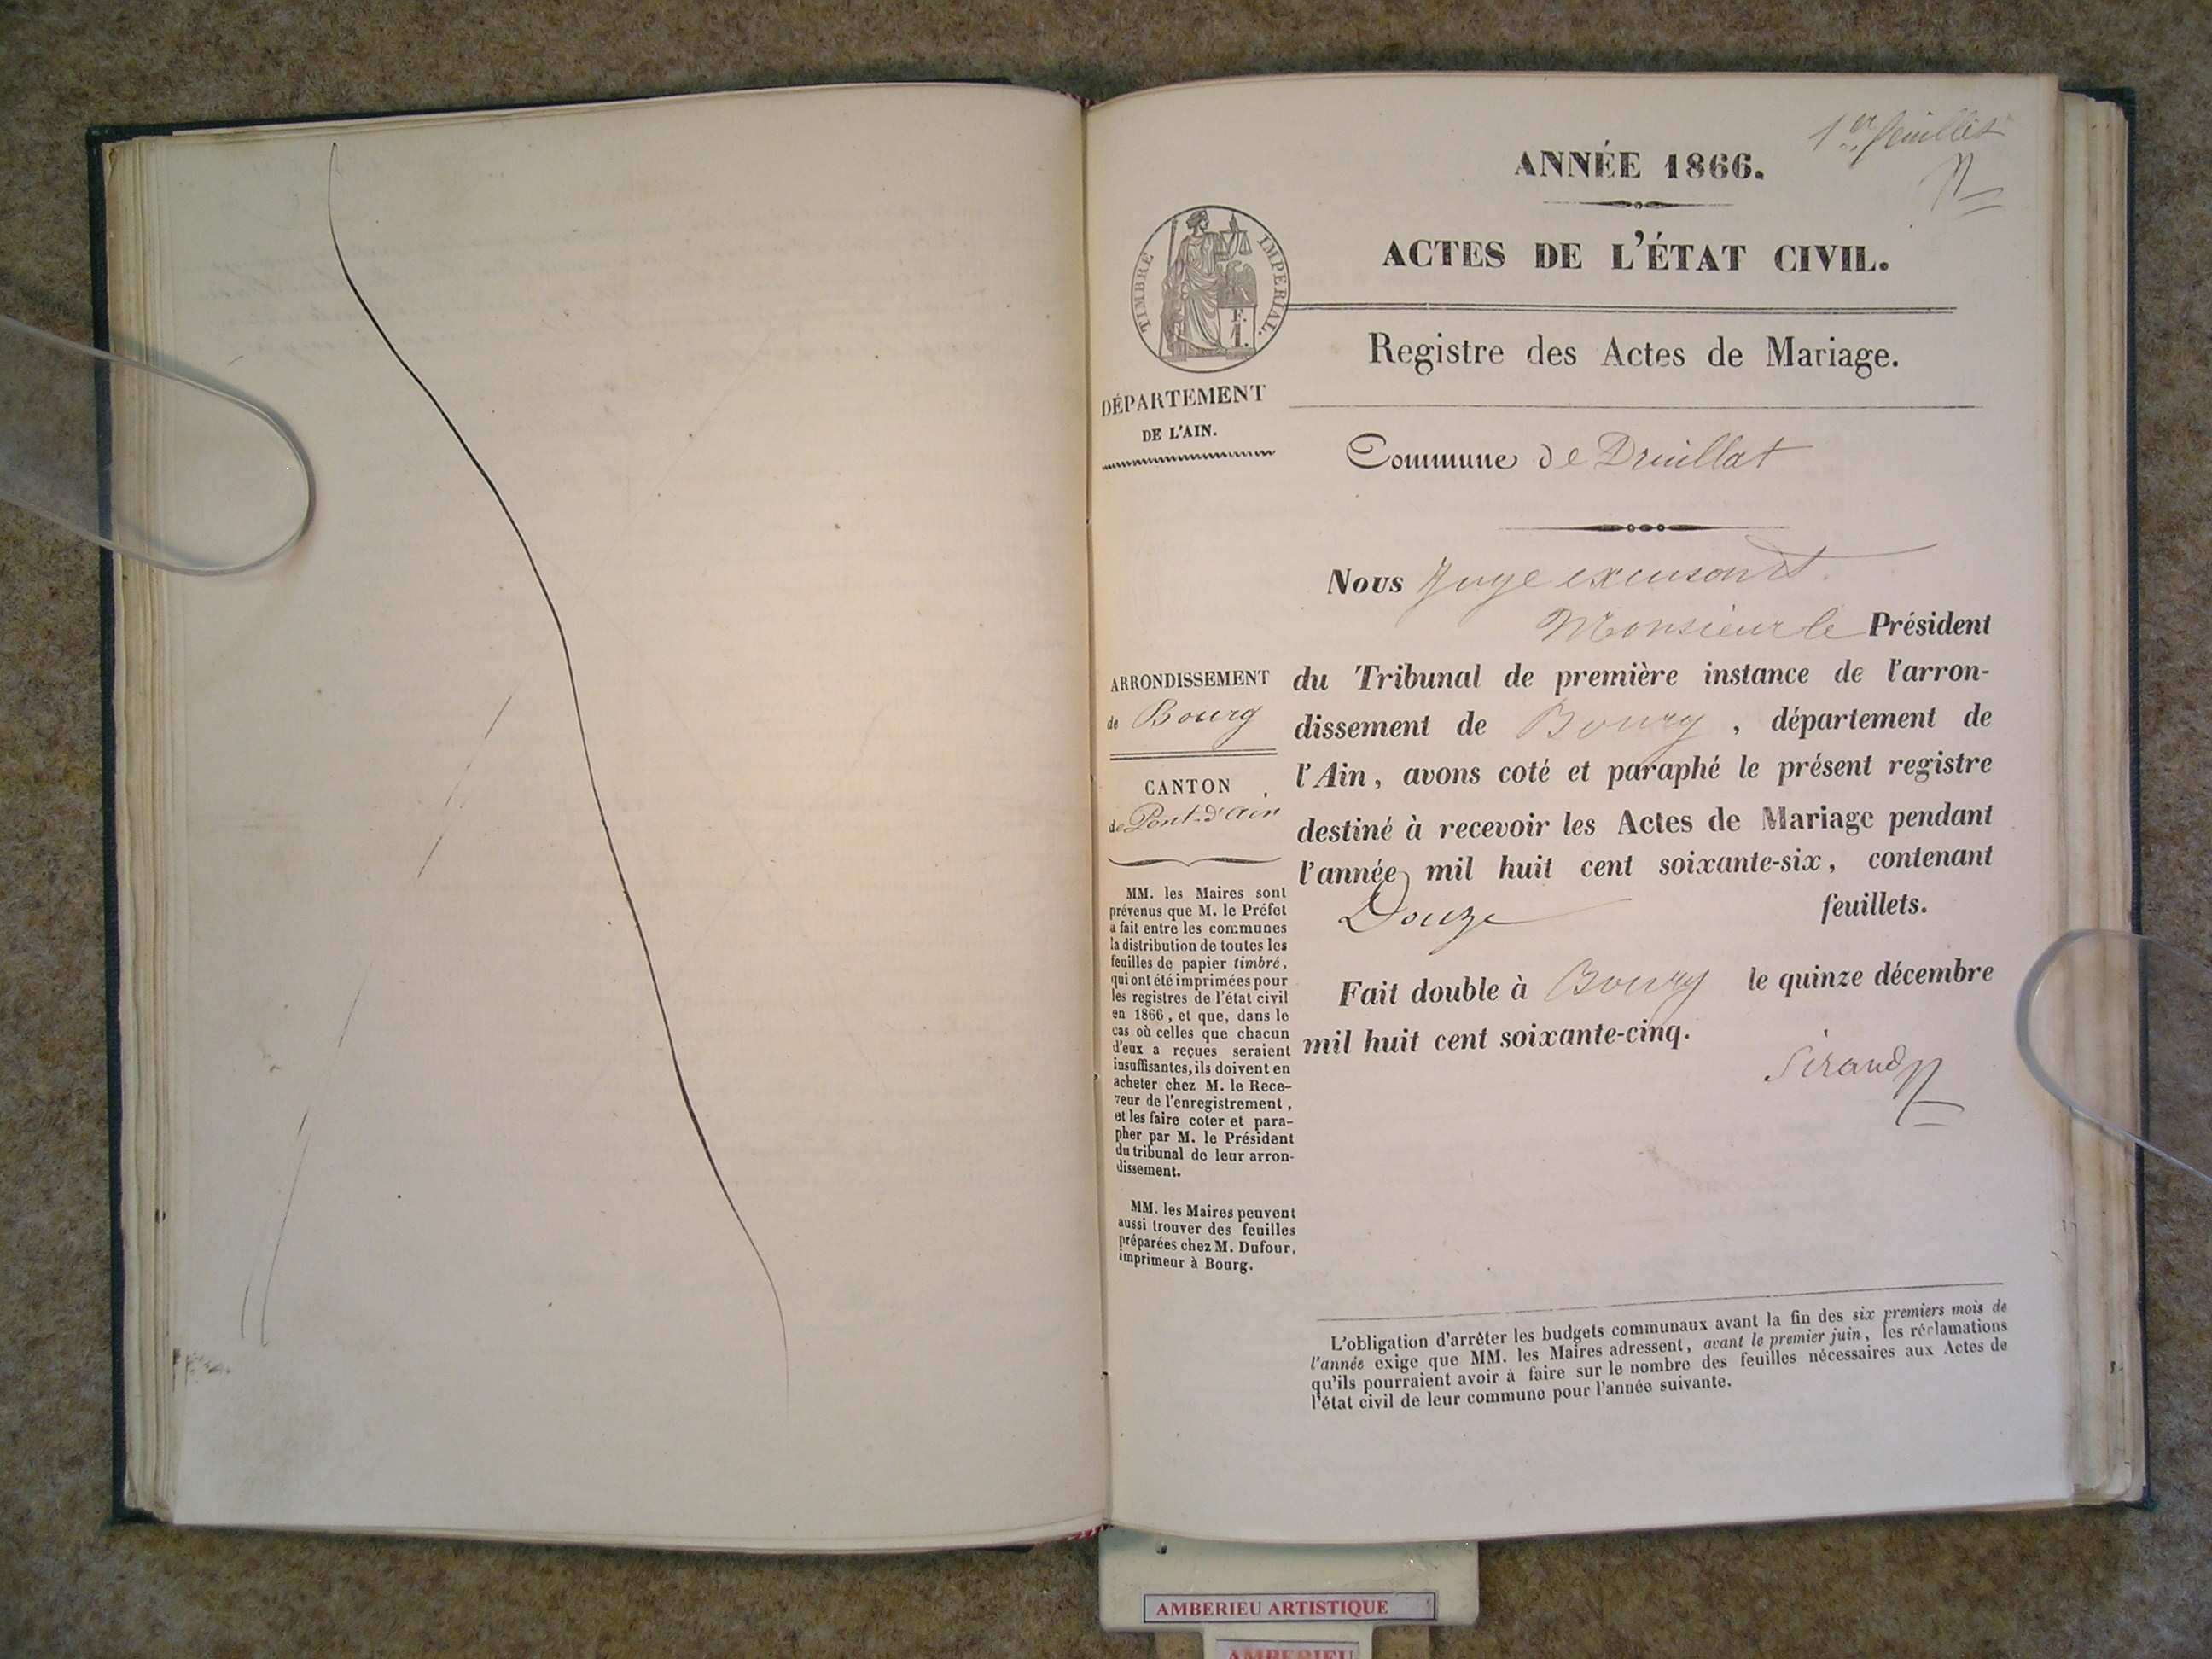 1er feuillet
ANNÉE 1866.
ACTES DE L'ÉTAT CIVIL.
TIMBRE IMPERIAL.
F.
1.
Registre des Actes de Mariage.
DÉPARTEMENT
DE L'AIN.
Commune de Druillat
Nous Juge excusant
Monsieur le Président
du Tribunal de première instance de l'arron-
dissement de Bourg, département de
l'Ain, avons coté et paraphé le présent registre
destiné à recevoir les Actes de Mariage pendant
l'année mil huit cent soixante-six, contenant
Douze feuillets.
Fait double à Bourg le quinze décembre
mil huit cent soixante-cinq.
Sirand
ARRONDISSEMENT
de Bourg
CANTON
de Pont-d'ain
MM. les Maires sont
prévenus que M. le Préfet
a fait entre les communes
la distribution de toutes les
feuilles de papier timbré,
qui ont été imprimées pour
les registres de l'état civil
en 1866, et que, dans le
cas où celles que chacun
d'eux a reçues seraient
insuffisantes, ils doivent en
acheter chez M. le Rece-
veur de l'enregistrement,
et les faire coter et para-
pher par M. le Président
du tribunal de leur arron-
dissement.
MM. les Maires peuvent
aussi trouver des feuilles
préparées chez M. Dufour,
imprimeur à Bourg.
L'obligation d'arrêter les budgets communaux avant la fin des six premiers mois de
l'année exige que MM. les Maires adressent, avant le premier juin, les réclamations
qu'ils pourraient avoir à faire sur le nombre des feuilles nécessaires aux Actes de
l'état civil de leur commune pour l'année suivante.
AMBERIEU ARTISTIQUE
AMBERIEU